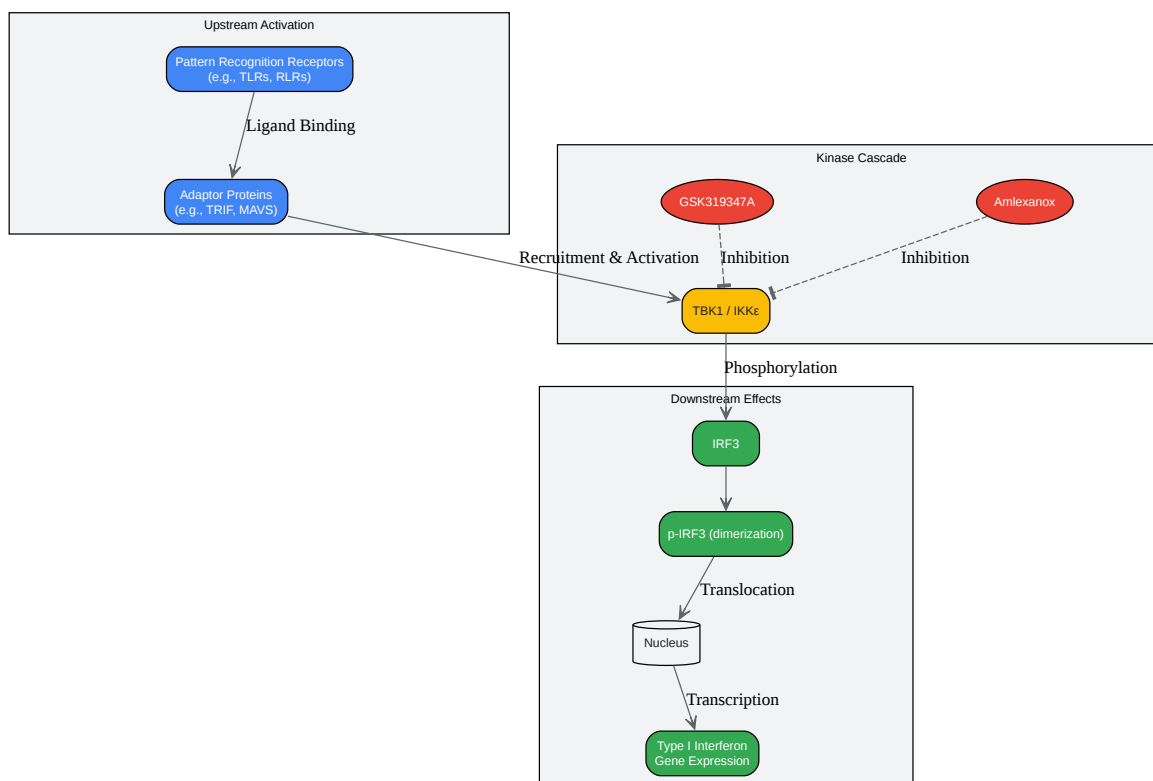 Upstream Activation
Pattern Recognition Receptors
(e.g., TLRs, RLRs)
Ligand Binding
Adaptor Proteins
(e.g., TRIF, MAVS)
Kinase Cascade
GSK319347A
Amlexanox
Recruitment & Activation
Inhibition
Inhibition
TBK1 / IKKε
Phosphorylation
Downstream Effects
IRF3
p-IRF3 (dimerization)
Translocation
Nucleus
Transcription
Type I Interferon
Gene Expression